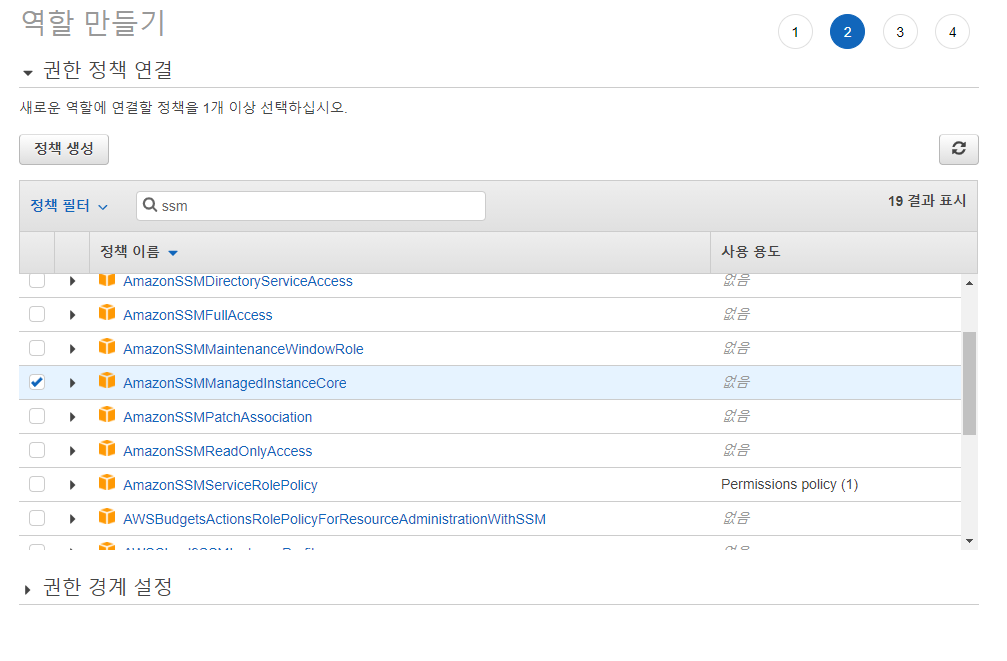 역할 만들기
1 2 3 4
권한 정책 연결
새로운 역할에 연결할 정책을 1개 이상 선택하십시오.
정책 생성
정책 필터 ssm 19 결과 표시
정책 이름 사용 용도
AmazonSSMDirectoryServiceAccess 없음
AmazonSSMFullAccess 없음
AmazonSSMMaintenanceWindowRole 없음
AmazonSSMManagedInstanceCore 없음
AmazonSSMPatchAssociation 없음
AmazonSSMReadOnlyAccess 없음
AmazonSSMServiceRolePolicy Permissions policy (1)
AWSBudgetsActionsRolePolicyForResourceAdministrationWithSSM 없음
권한 경계 설정